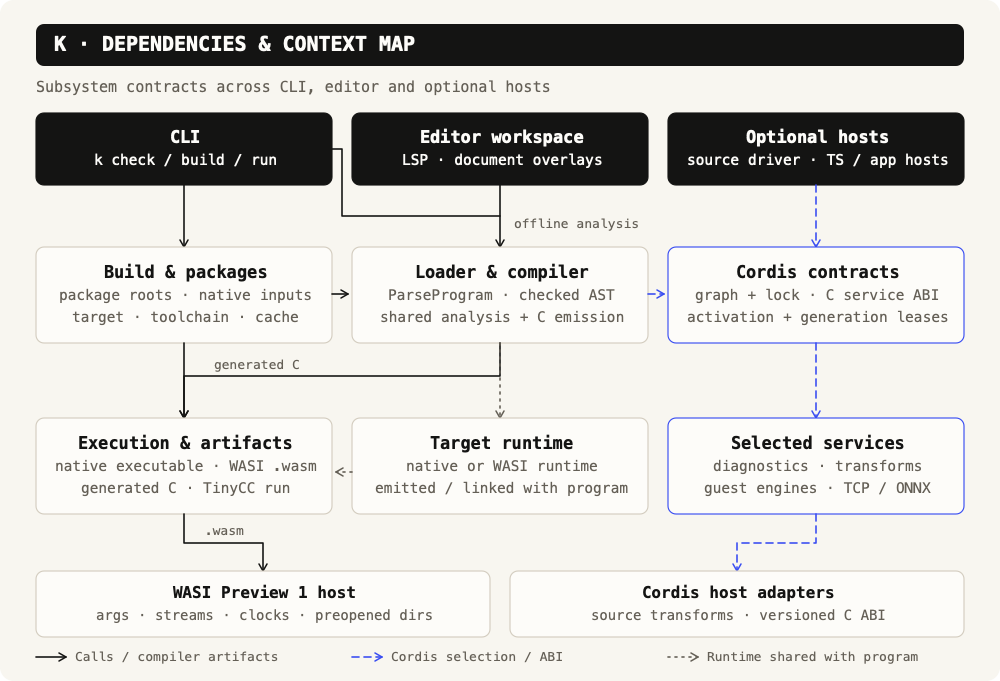 K · DEPENDENCIES & CONTEXT MAP
Subsystem contracts across CLI, editor and optional hosts
CLI
k check / build / run
Editor workspace
LSP · document overlays
Optional hosts
source driver · TS / app hosts
offline analysis
Build & packages
package roots · native inputs
target · toolchain · cache
Loader & compiler
ParseProgram · checked AST
shared analysis + C emission
Cordis contracts
graph + lock · C service ABI
activation + generation leases
generated C
Execution & artifacts
native executable · WASI .wasm
generated C · TinyCC run
Target runtime
native or WASI runtime
emitted / linked with program
Selected services
diagnostics · transforms
guest engines · TCP / ONNX
.wasm
WASI Preview 1 host
args · streams · clocks · preopened dirs
Cordis host adapters
source transforms · versioned C ABI
Calls / compiler artifacts
Cordis selection / ABI
Runtime shared with program